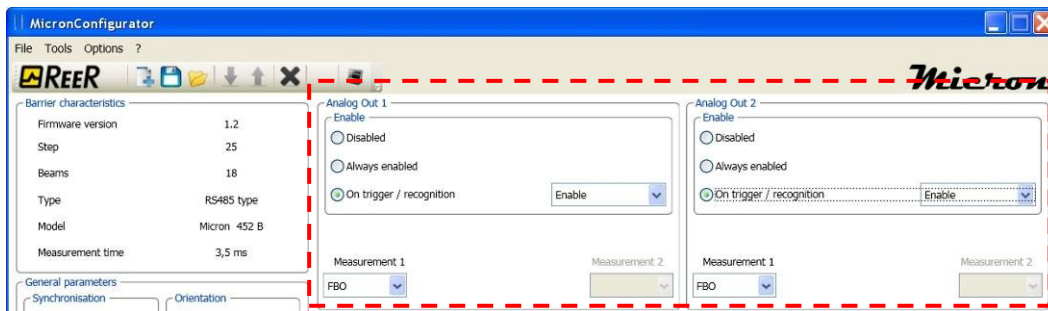 MicronConfigurator
File Tools Options ?
REER
Micron
Barrier characteristics
Firmware version 1.2
Step 25
Beams 18
Type RS485 type
Model Micron 452 B
Measurement time 3,5 ms
General parameters
Synchronisation
Orientation
Analog Out 1
Enable
Disabled
Always enabled
On trigger / recognition Enable
Measurement 1 Measurement 2
FBO
Analog Out 2
Enable
Disabled
Always enabled
On trigger / recognition Enable
Measurement 1 Measurement 2
FBO